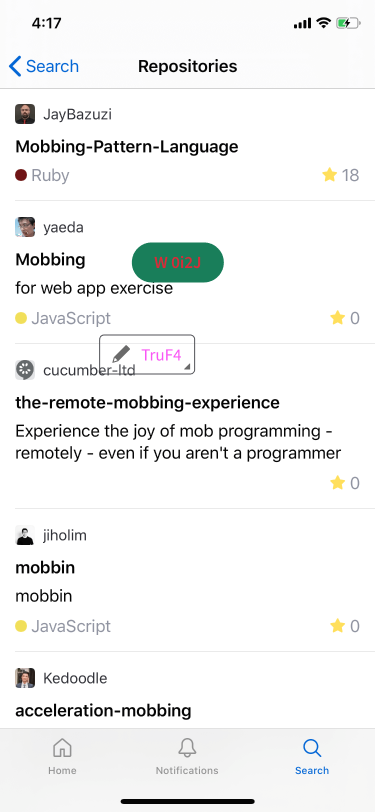 4:17
Search
Repositories
JayBazuzi
Mobbing-Pattern-Language
Ruby
18
yaeda
Mobbing
for web app exercise
JavaScript
0
TruF4
cucumber-ltd
the-remote-mobbing-experience
Experience the joy of mob programming -
remotely - even if you aren't a programmer
0
jiholim
mobbin
mobbin
JavaScript
0
Kedoodle
acceleration-mobbing
Home
Notifications
Search